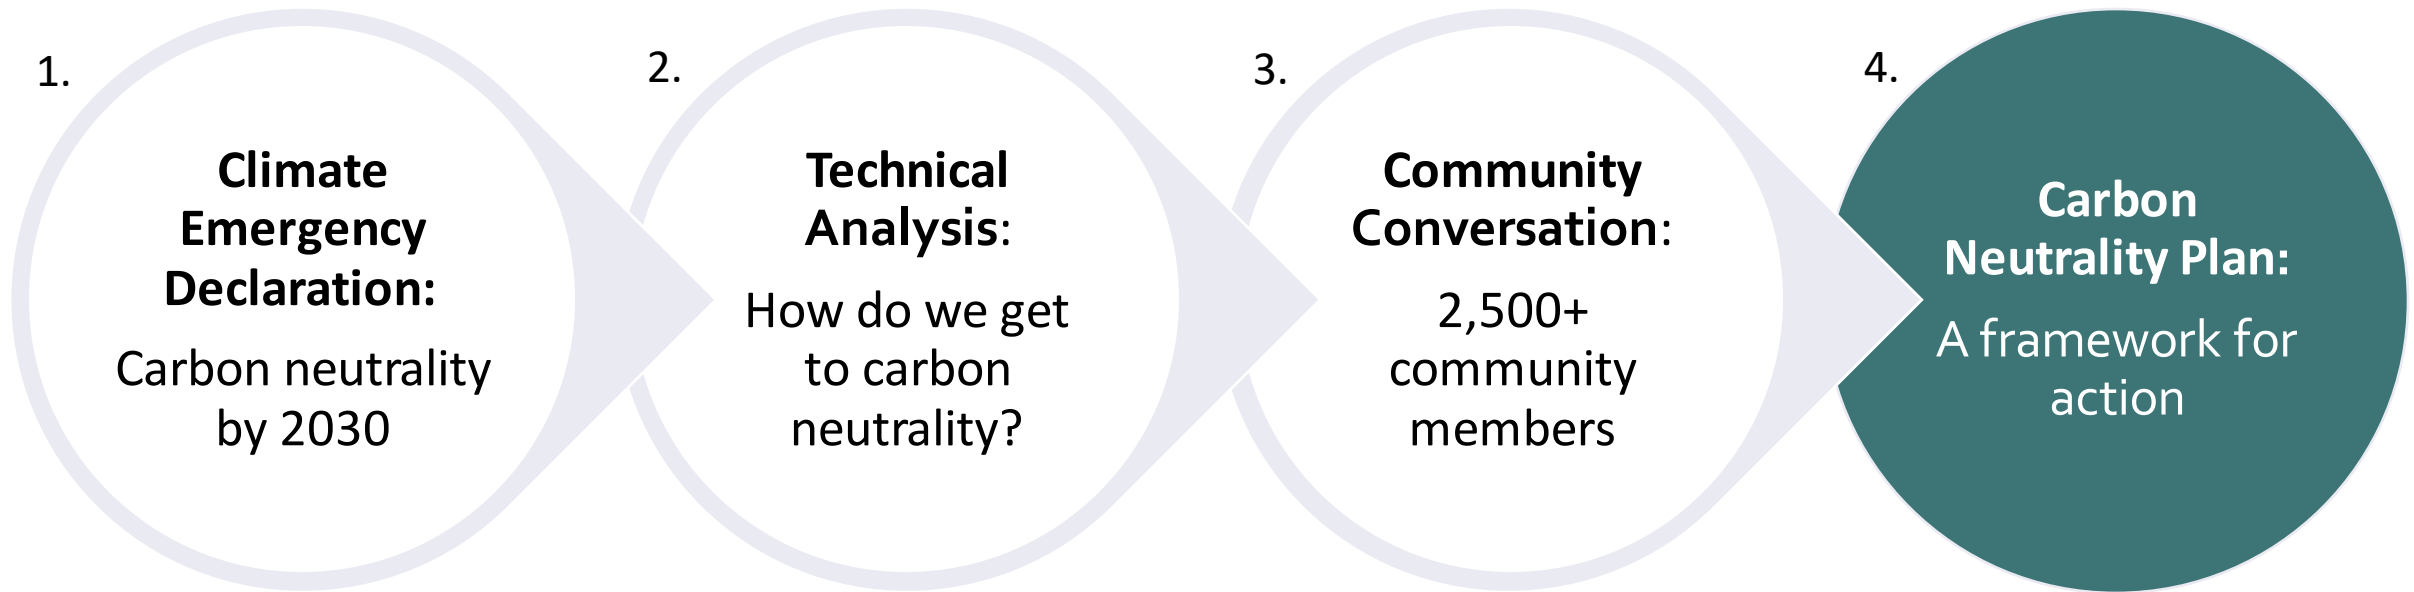 1.
Climate
Emergency
Declaration:
Carbon neutrality
by 2030
2.
Technical
Analysis:
How do we get
to carbon
neutrality?
3.
Community
Conversation:
2,500+
community
members
4.
Carbon
Neutrality Plan:
A framework for
action